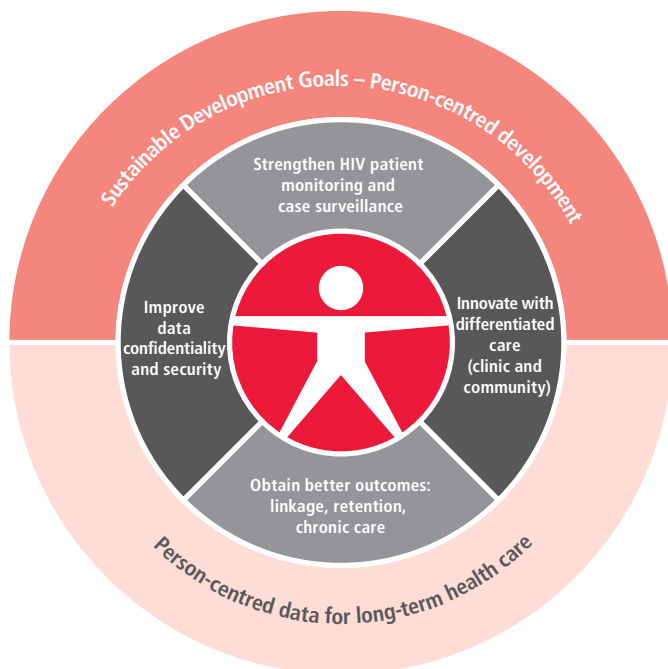 Sustainable Development Goals – Person-centred development
Strengthen HIV patient
monitoring and
case surveillance
Improve
data
confidentiality
and security
Innovate with
differentiated
care
(clinic and
community)
Obtain better outcomes:
linkage, retention,
chronic care
Person-centred data for long-term health care